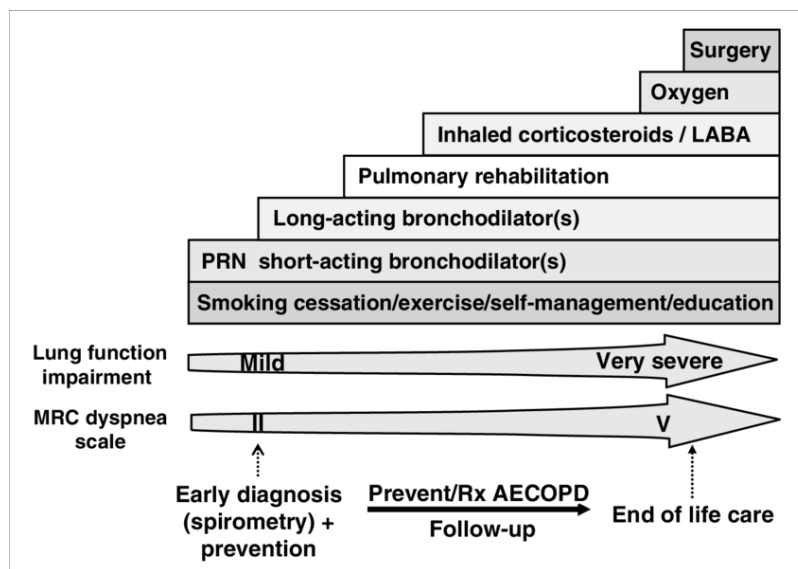 Surgery
Oxygen
Inhaled corticosteroids / LABA
Pulmonary rehabilitation
Long-acting bronchodilator(s)
PRN short-acting bronchodilator(s)
Smoking cessation/exercise/self-management/education
Lung function
impairment
Mild
Very severe
MRC dyspnea
scale
II
V
Early diagnosis
(spirometry) +
prevention
Prevent/Rx AECOPD
Follow-up
End of life care